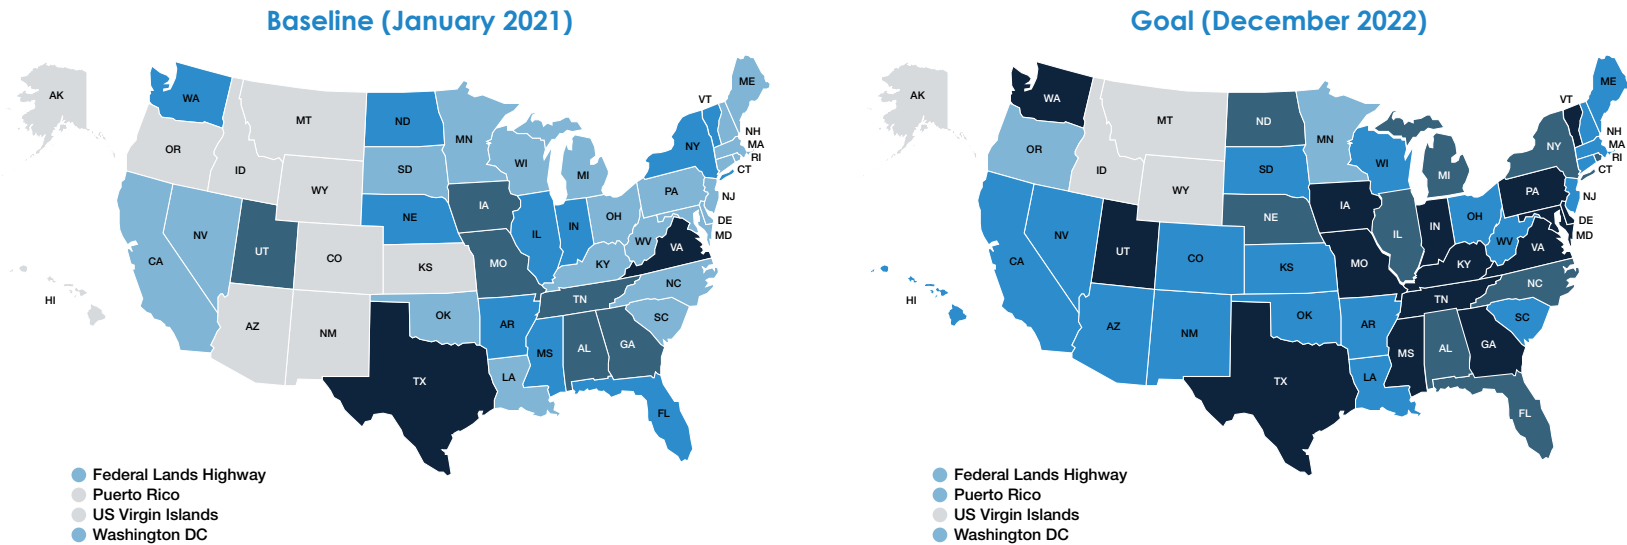 Baseline (January 2021)
AK
WA
MT
ND
MN
VT
ME
NH
MA
RI
CT
NY
OR
ID
WY
SD
WI
MI
PA
NJ
DE
MD
NV
UT
CO
NE
IA
IL
IN
OH
WV
VA
CA
KS
MO
KY
NC
TN
SC
HI
AZ
NM
OK
AR
MS
AL
GA
TX
LA
FL
Federal Lands Highway
Puerto Rico
US Virgin Islands
Washington DC
Goal (December 2022)
AK
WA
MT
ND
MN
VT
ME
NH
MA
RI
CT
NY
OR
ID
WY
SD
WI
MI
PA
NJ
DE
MD
NV
UT
CO
NE
IA
IL
IN
OH
WV
VA
CA
KS
MO
KY
NC
TN
SC
HI
AZ
NM
OK
AR
MS
AL
GA
TX
LA
FL
Federal Lands Highway
Puerto Rico
US Virgin Islands
Washington DC